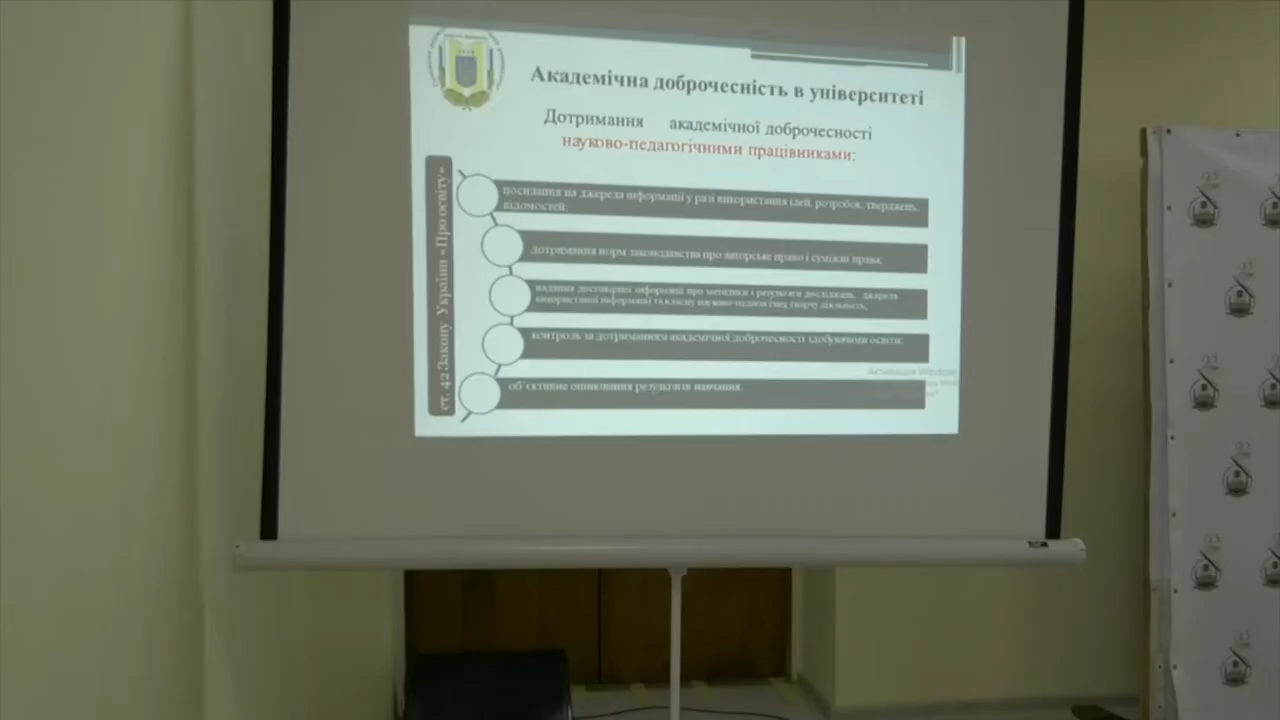 Академічна доброчесність в університеті
Дотримання академічної доброчесності
науково-педагогічними працівниками:
ст. 42 Закону України «Про освіту»
посилання на джерела інформації у разі використання ідей, розробок, тверджень,
відомостей;
дотримання норм законодавства про авторське право і суміжні права;
надання достовірної інформації про методики і результати досліджень, джерела
використаної інформації та власну науково-педагогічну, творчу діяльність;
контроль за дотриманням академічної доброчесності здобувачами освіти;
об'єктивне оцінювання результатів навчання.
Активація Windows